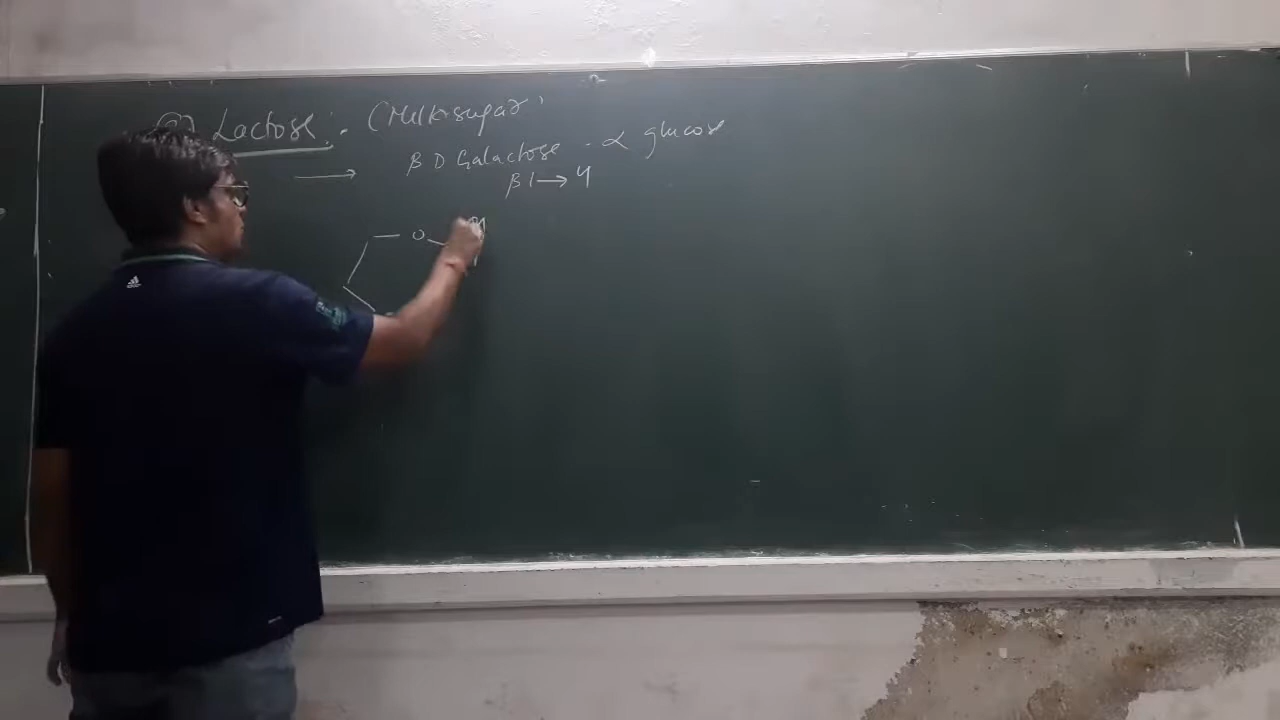 Lactose :- (Milk sugar)
→ β D Galactose - α glucose
β 1 → 4
O